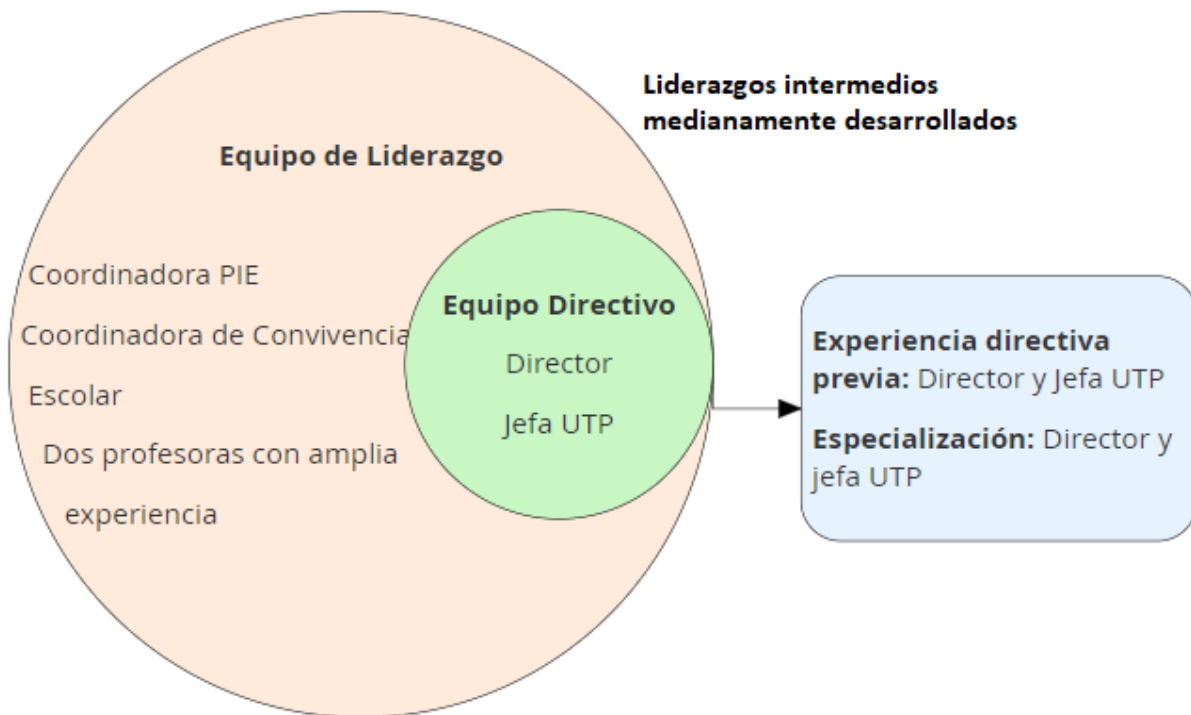 Liderazgos intermedios
medianamente desarrollados
Equipo de Liderazgo
Coordinadora PIE
Coordinadora de Convivencia
Escolar
Dos profesoras con amplia
experiencia
Equipo Directivo
Director
Jefa UTP
Experiencia directiva
previa: Director y Jefa UTP
Especialización: Director y
jefa UTP